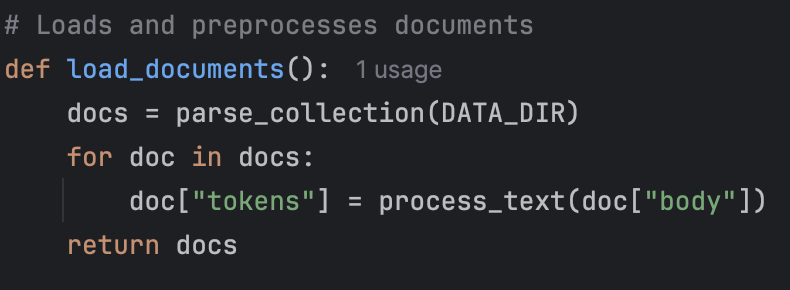 # Loads and preprocesses documents
def load_documents():  1 usage
    docs = parse_collection(DATA_DIR)
    for doc in docs:
        doc["tokens"] = process_text(doc["body"])
    return docs